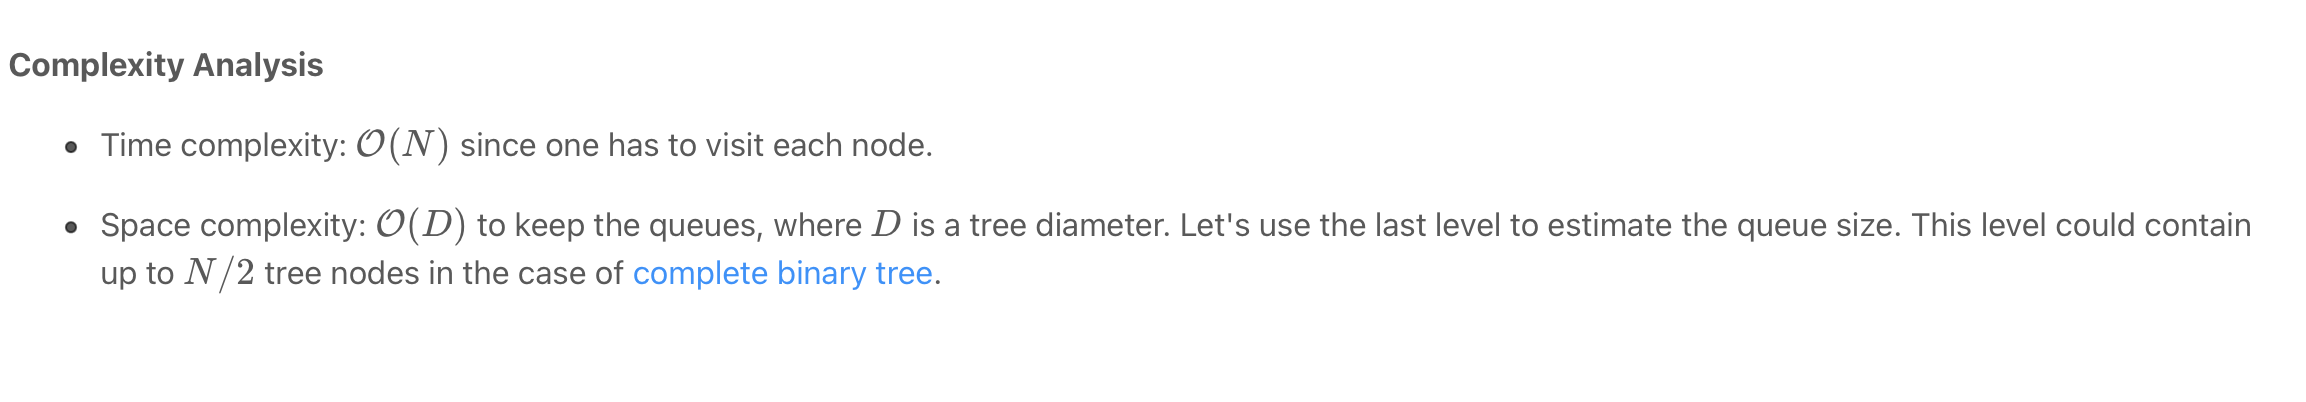 Complexity Analysis
• Time complexity: 𝒪(N) since one has to visit each node.
• Space complexity: 𝒪(D) to keep the queues, where D is a tree diameter. Let's use the last level to estimate the queue size. This level could contain
up to N/2 tree nodes in the case of complete binary tree.